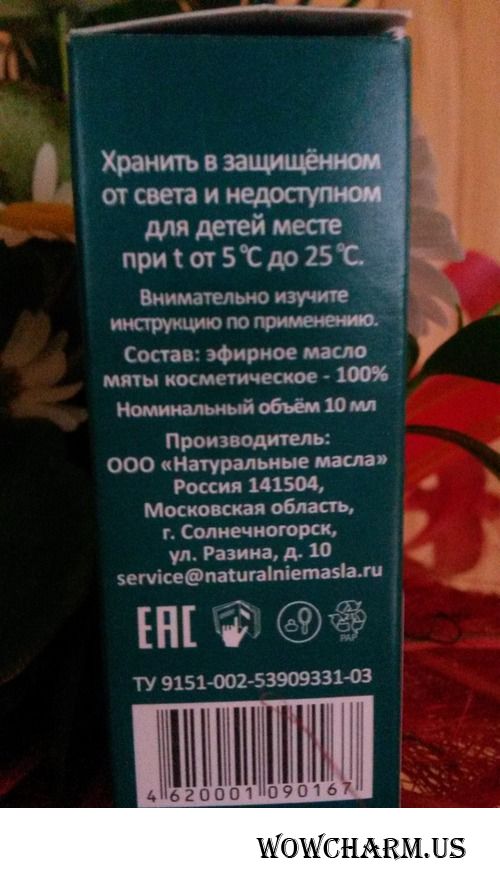 Хранить в защищённом
от света и недоступном
для детей месте
при t от 5 °С до 25 °С.
Внимательно изучите
инструкцию по применению.
Состав: эфирное масло
мяты косметическое - 100%
Номинальный объём 10 мл
Производитель:
ООО «Натуральные масла»
Россия 141504,
Московская область,
г. Солнечногорск,
ул. Разина, д. 10
service@naturalniemasla.ru
EAC
PAP
ТУ 9151-002-53909331-03
4 620001 090167
WOWCHARM.US